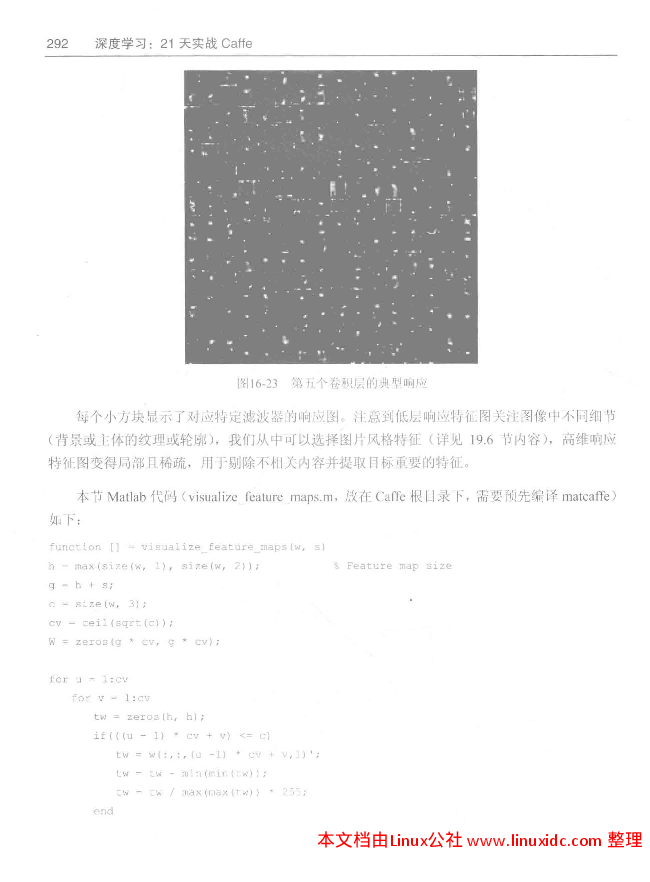 292 深度学习：21 天实战 Caffe
图16-23 第五个卷积层的典型响应
每个小方块显示了对应特定滤波器的响应图。注意到低层响应特征图关注图像中不同细节
（背景或主体的纹理或轮廓），我们从中可以选择图片风格特征（详见 19.6 节内容），高维响应
特征图变得局部且稀疏，用于剔除不相关内容并提取目标重要的特征。
本节 Matlab 代码（visualize_feature_maps.m，放在 Caffe 根目录下，需要预先编译 matcaffe）
如下：
function [] = visualize_feature_maps(w, s)
h = max(size(w, 1), size(w, 2)); % Feature map size
g = h + s;
c = size(w, 3);
cv = ceil(sqrt(c));
W = zeros(g * cv, g * cv);
for u = 1:cv
for v = 1:cv
tw = zeros(h, h);
if(((u - 1) * cv + v) <= c)
tw = w(:,:,(u -1) * cv + v,1)';
tw = tw - min(min(tw));
tw = tw / max(max(tw)) * 255;
end
本文档由Linux公社 www.linuxidc.com 整理